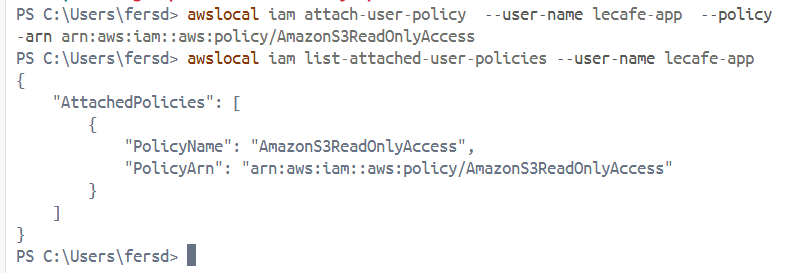 PS C:\Users\fersd> awslocal iam attach-user-policy  --user-name lecafe-app  --policy
-arn arn:aws:iam::aws:policy/AmazonS3ReadOnlyAccess
PS C:\Users\fersd> awslocal iam list-attached-user-policies --user-name lecafe-app
{
    "AttachedPolicies": [
        {
            "PolicyName": "AmazonS3ReadOnlyAccess",
            "PolicyArn": "arn:aws:iam::aws:policy/AmazonS3ReadOnlyAccess"
        }
    ]
}
PS C:\Users\fersd>